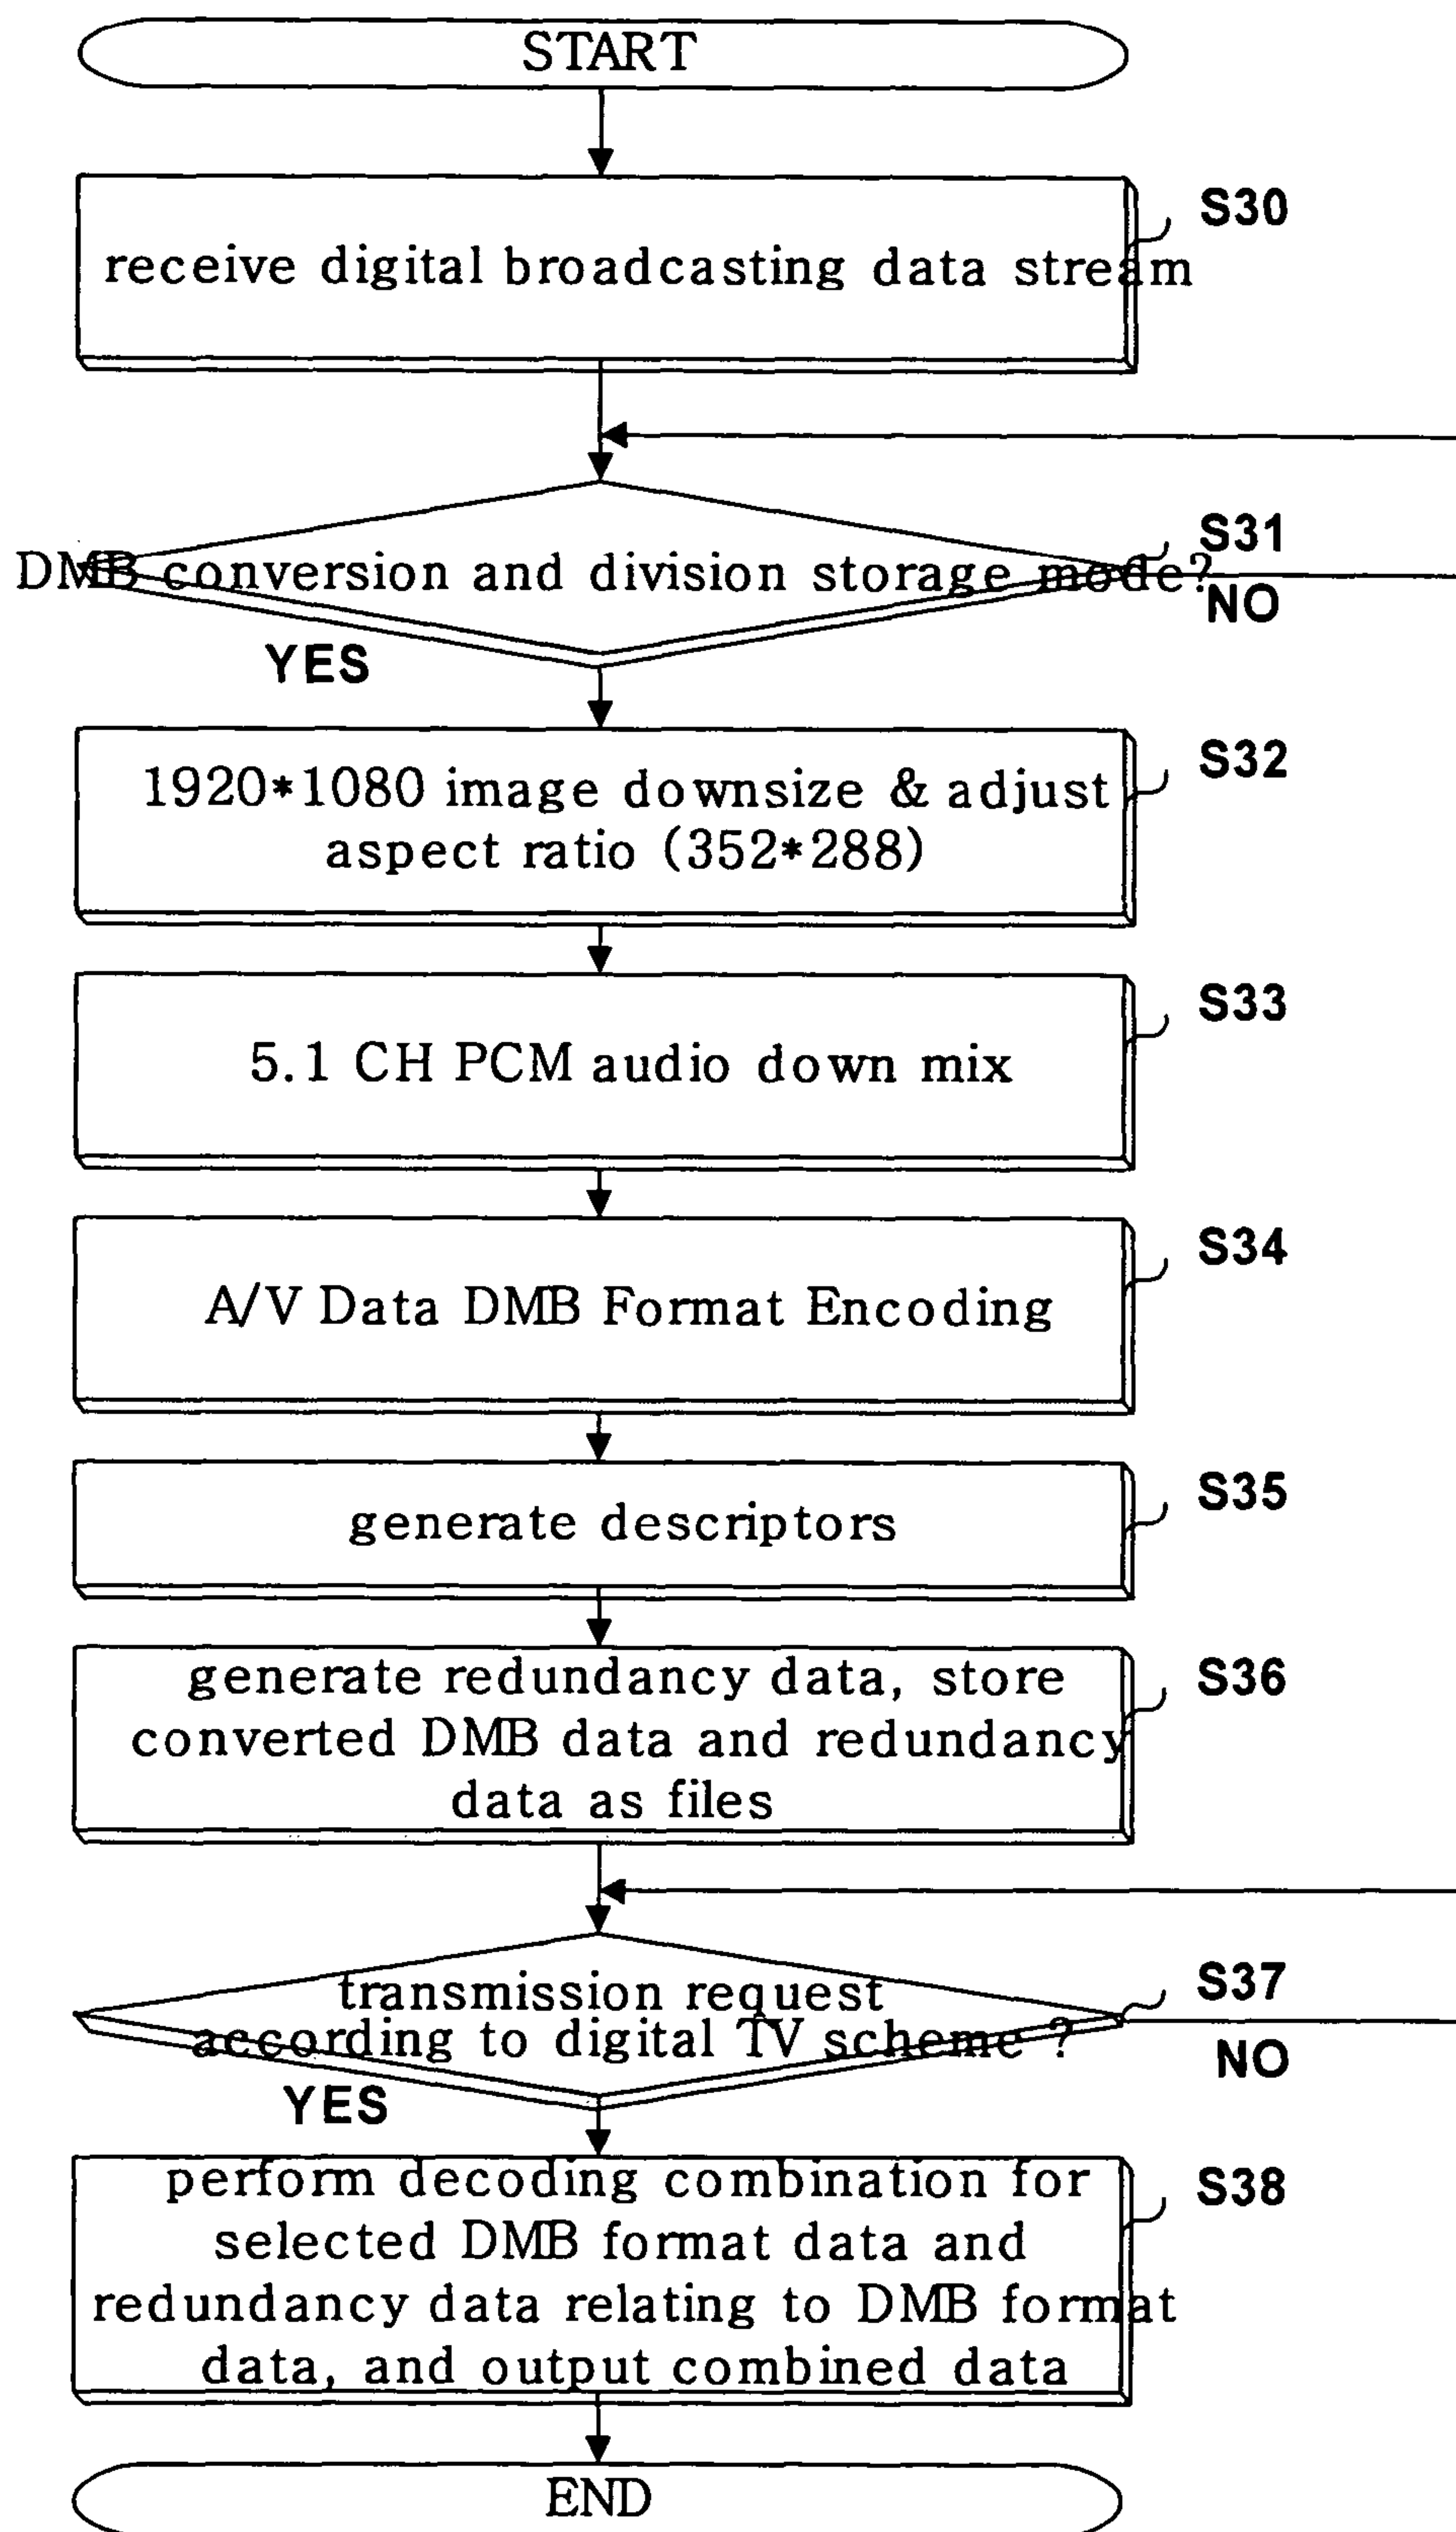 START
receive digital broadcasting data stream
S30
DMB conversion and division storage mode?
S31
NO
YES
1920*1080 image downsize & adjust
aspect ratio (352*288)
S32
5.1 CH PCM audio down mix
S33
A/V Data DMB Format Encoding
S34
generate descriptors
S35
generate redundancy data, store
converted DMB data and redundancy
data as files
S36
transmission request
according to digital TV scheme ?
S37
NO
YES
perform decoding combination for
selected DMB format data and
redundancy data relating to DMB format
data, and output combined data
S38
END